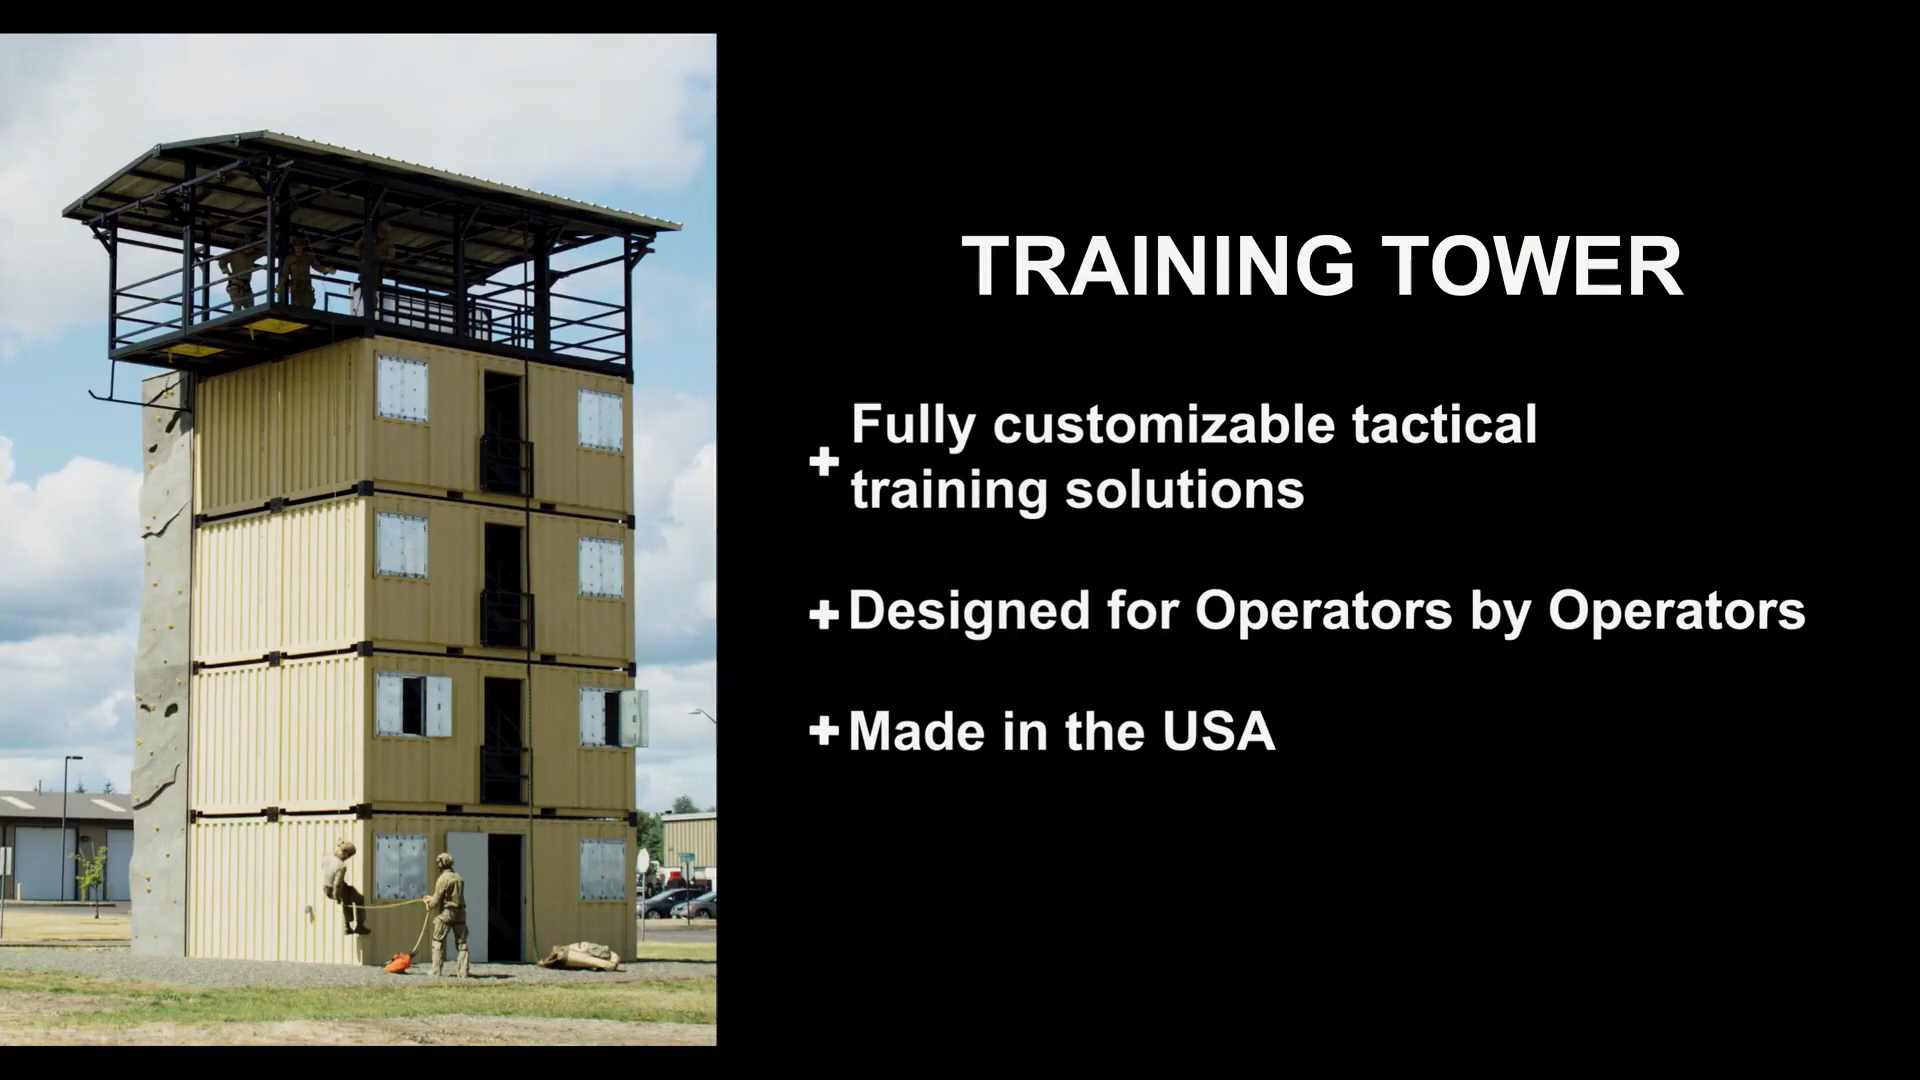 TRAINING TOWER
+ Fully customizable tactical
training solutions
+ Designed for Operators by Operators
+ Made in the USA